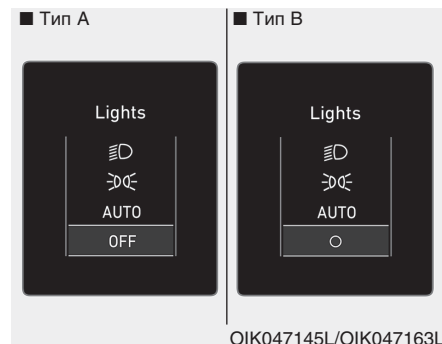 ■ Тип A
Lights
AUTO
OFF
■ Тип B
Lights
AUTO
OIK047145L/OIK047163L